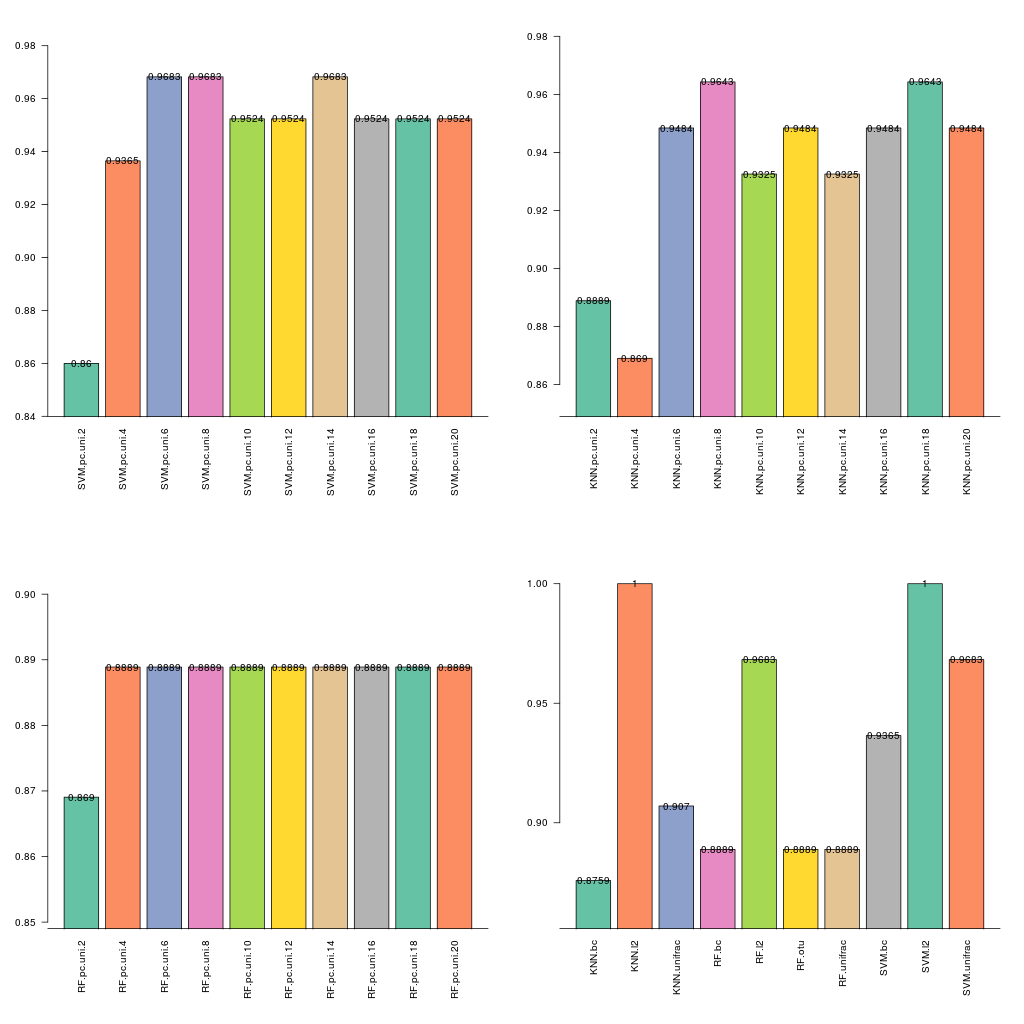 0.98
0.96
0.94
0.92
0.90
0.88
0.86
0.84
0.86
0.9365
0.9683
0.9683
0.9524
0.9524
0.9683
0.9524
0.9524
0.9524
SVM.pc.uni.2
SVM.pc.uni.4
SVM.pc.uni.6
SVM.pc.uni.8
SVM.pc.uni.10
SVM.pc.uni.12
SVM.pc.uni.14
SVM.pc.uni.16
SVM.pc.uni.18
SVM.pc.uni.20
0.98
0.96
0.94
0.92
0.90
0.88
0.86
0.8889
0.869
0.9484
0.9643
0.9325
0.9484
0.9325
0.9484
0.9643
0.9484
KNN.pc.uni.2
KNN.pc.uni.4
KNN.pc.uni.6
KNN.pc.uni.8
KNN.pc.uni.10
KNN.pc.uni.12
KNN.pc.uni.14
KNN.pc.uni.16
KNN.pc.uni.18
KNN.pc.uni.20
0.90
0.89
0.88
0.87
0.86
0.85
0.869
0.8889
0.8889
0.8889
0.8889
0.8889
0.8889
0.8889
0.8889
0.8889
RF.pc.uni.2
RF.pc.uni.4
RF.pc.uni.6
RF.pc.uni.8
RF.pc.uni.10
RF.pc.uni.12
RF.pc.uni.14
RF.pc.uni.16
RF.pc.uni.18
RF.pc.uni.20
1.00
0.95
0.90
0.8759
1
0.907
0.8889
0.9683
0.8889
0.8889
0.9365
1
0.9683
KNN.bc
KNN.l2
KNN.unifrac
RF.bc
RF.l2
RF.otu
RF.unifrac
SVM.bc
SVM.l2
SVM.unifrac